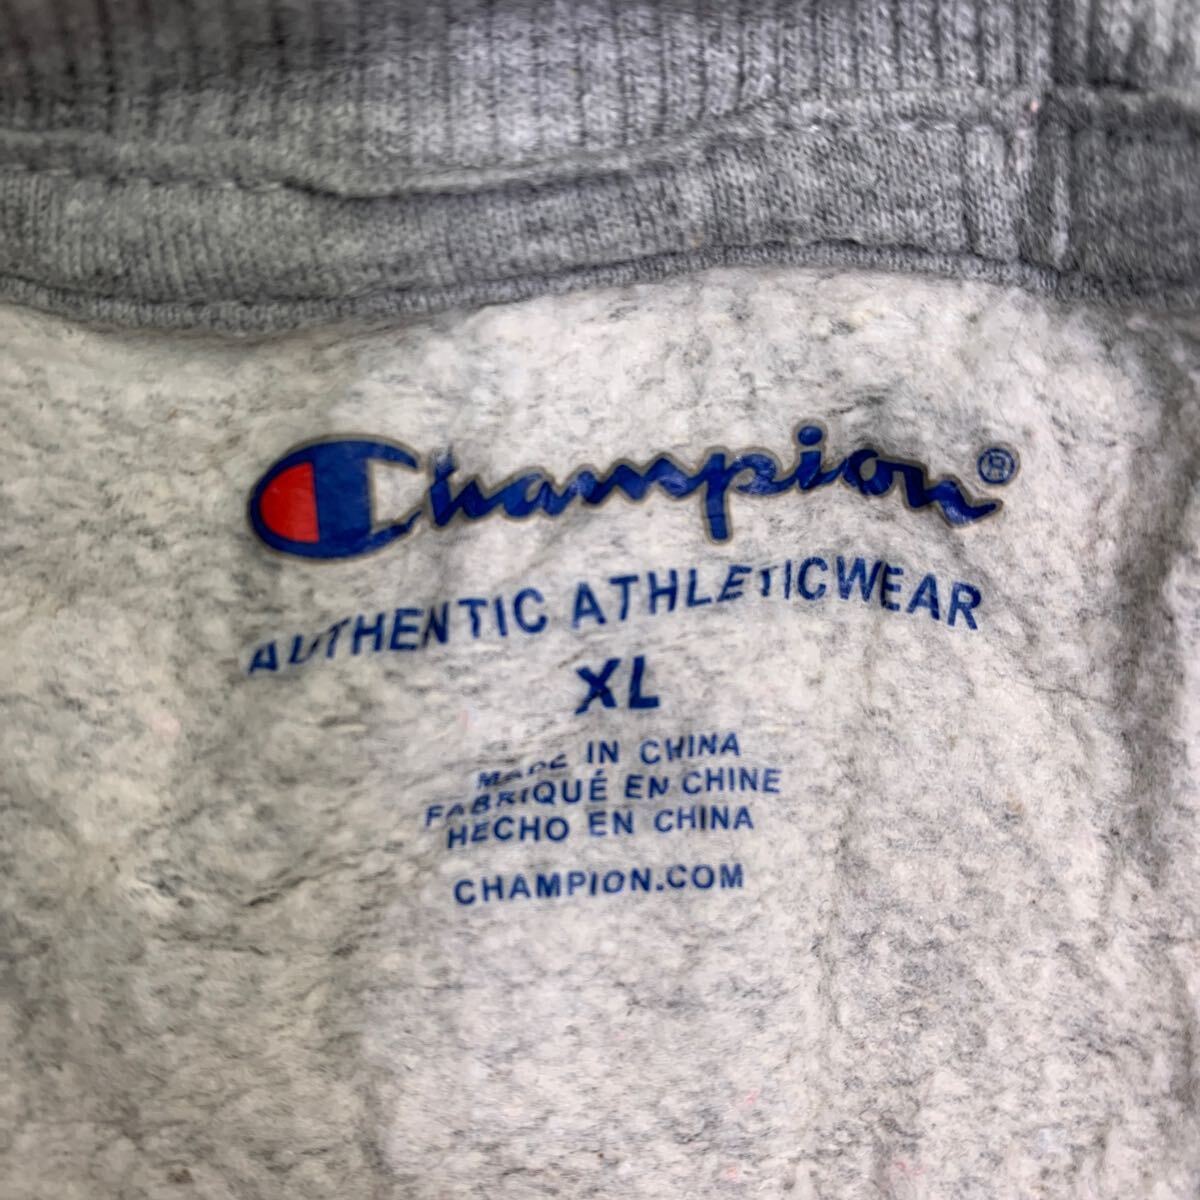 Champion®
AUTHENTIC ATHLETICWEAR
XL
MADE IN CHINA
FABRIQUÉ EN CHINE
HECHO EN CHINA
CHAMPION.COM